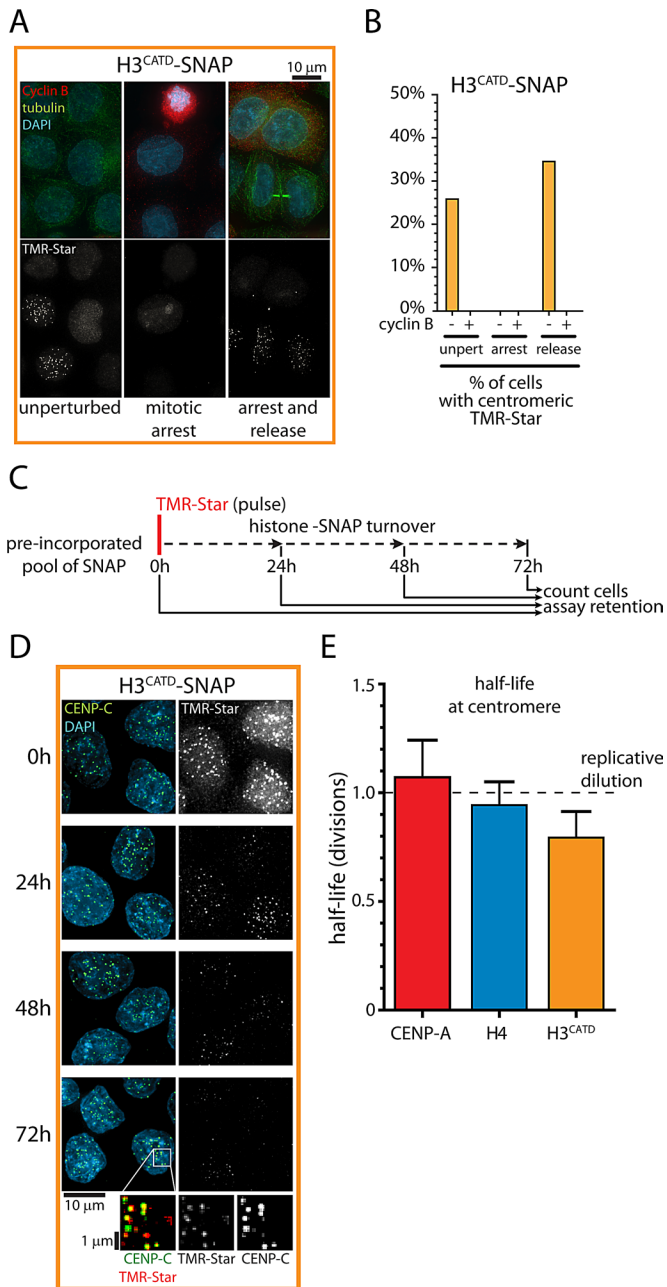 A
H3CATD-SNAP
10 μm
Cyclin B
tubulin
DAPI
TMR-Star
unperturbed
mitotic
arrest
arrest and
release
B
H3CATD-SNAP
50%
40%
30%
20%
10%
0%
cyclin B - + - + - +
unpert arrest release
% of cells
with centromeric
TMR-Star
C
TMR-Star (pulse)
histone -SNAP turnover
pre-incorporated
pool of SNAP
0h 24h 48h 72h
count cells
assay retention
D
H3CATD-SNAP
CENP-C
DAPI
TMR-Star
0h
24h
48h
72h
10 μm
1 μm
CENP-C
TMR-Star
TMR-Star
CENP-C
E
half-life
at centromere
replicative
dilution
half-life (divisions)
1.5
1.0
0.5
0
CENP-A H4 H3CATD